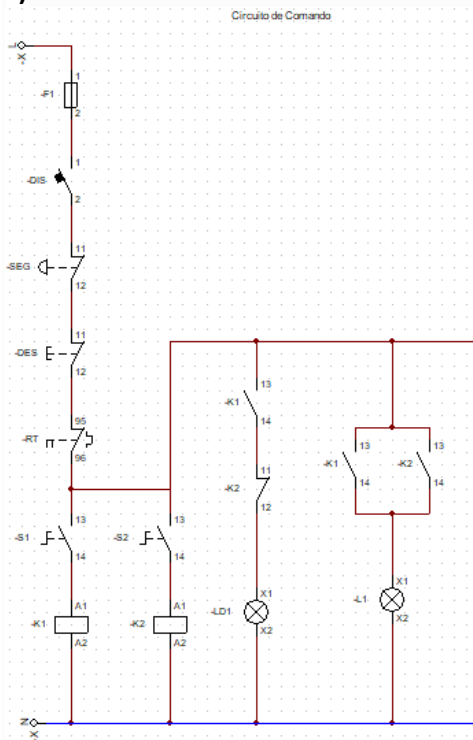 Circuito de Comando
L
X
1
-F1
2
1
-DIS
2
11
-SEG
12
11
-DES
12
13
-K1
14
95
-RT
96
13 13
-K1 -K2
14 14
11
-K2
12
13 13
-S1 -S2
14 14
X1
-L1
X2
A1 A1 X1
-K1 -K2 -LD1
A2 A2 X2
N
X